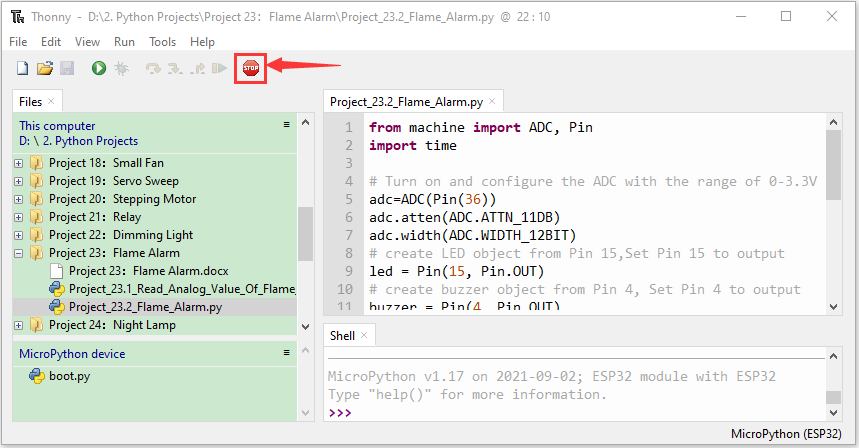 Thonny - D:\2. Python Projects\Project 23：Flame Alarm\Project_23.2_Flame_Alarm.py @ 22 : 10
File Edit View Run Tools Help
STOP
Files
This computer
D: \ 2. Python Projects
Project 18：Small Fan
Project 19：Servo Sweep
Project 20：Stepping Motor
Project 21：Relay
Project 22：Dimming Light
Project 23：Flame Alarm
Project 23：Flame Alarm.docx
Project_23.1_Read_Analog_Value_Of_Flame_
Project_23.2_Flame_Alarm.py
Project 24：Night Lamp
MicroPython device
boot.py
Project_23.2_Flame_Alarm.py
1 from machine import ADC, Pin
2 import time
3
4 # Turn on and configure the ADC with the range of 0-3.3V
5 adc=ADC(Pin(36))
6 adc.atten(ADC.ATTN_11DB)
7 adc.width(ADC.WIDTH_12BIT)
8 # create LED object from Pin 15,Set Pin 15 to output
9 led = Pin(15, Pin.OUT)
10 # create buzzer object from Pin 4, Set Pin 4 to output
11 buzzer = Pin(4, Pin.OUT)
Shell
MicroPython v1.17 on 2021-09-02; ESP32 module with ESP32
Type "help()" for more information.
>>>
MicroPython (ESP32)